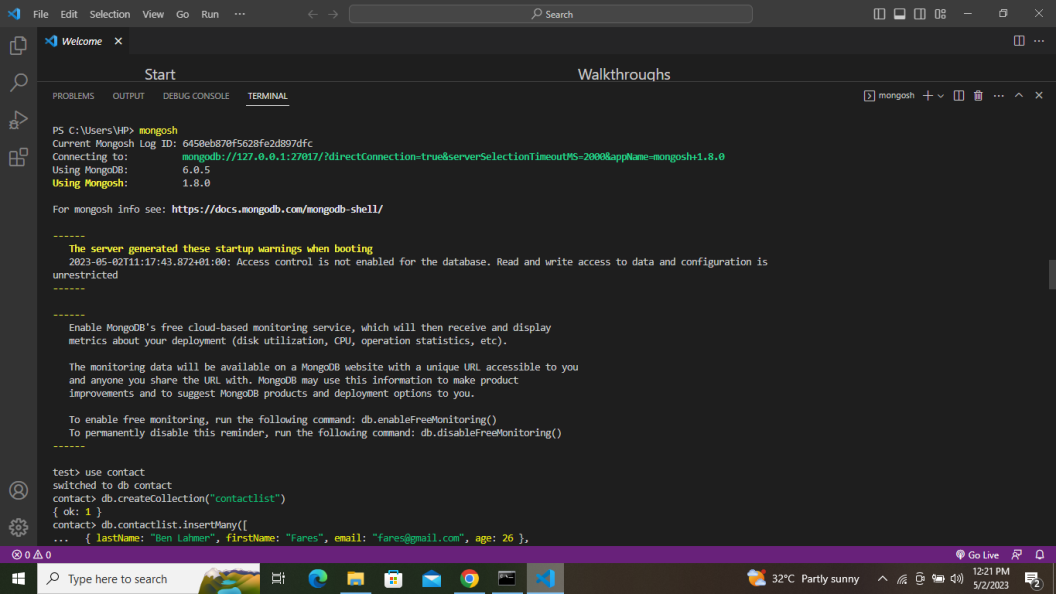 File Edit Selection View Go Run ··· Search
Welcome
Start Walkthroughs
PROBLEMS OUTPUT DEBUG CONSOLE TERMINAL mongosh
PS C:\Users\HP> mongosh
Current Mongosh Log ID: 6450eb870f5628fe2d897dfc
Connecting to: mongodb://127.0.0.1:27017/?directConnection=true&serverSelectionTimeoutMS=2000&appName=mongosh+1.8.0
Using MongoDB: 6.0.5
Using Mongosh: 1.8.0
For mongosh info see: https://docs.mongodb.com/mongodb-shell/
------
The server generated these startup warnings when booting
2023-05-02T11:17:43.872+01:00: Access control is not enabled for the database. Read and write access to data and configuration is
unrestricted
------
------
Enable MongoDB's free cloud-based monitoring service, which will then receive and display
metrics about your deployment (disk utilization, CPU, operation statistics, etc).
The monitoring data will be available on a MongoDB website with a unique URL accessible to you
and anyone you share the URL with. MongoDB may use this information to make product
improvements and to suggest MongoDB products and deployment options to you.
To enable free monitoring, run the following command: db.enableFreeMonitoring()
To permanently disable this reminder, run the following command: db.disableFreeMonitoring()
------
test> use contact
switched to db contact
contact> db.createCollection("contactlist")
{ ok: 1 }
contact> db.contactlist.insertMany([
... { lastName: "Ben Lahmer", firstName: "Fares", email: "fares@gmail.com", age: 26 },
0 0 Go Live
Type here to search 32°C Partly sunny 12:21 PM
5/2/2023 2